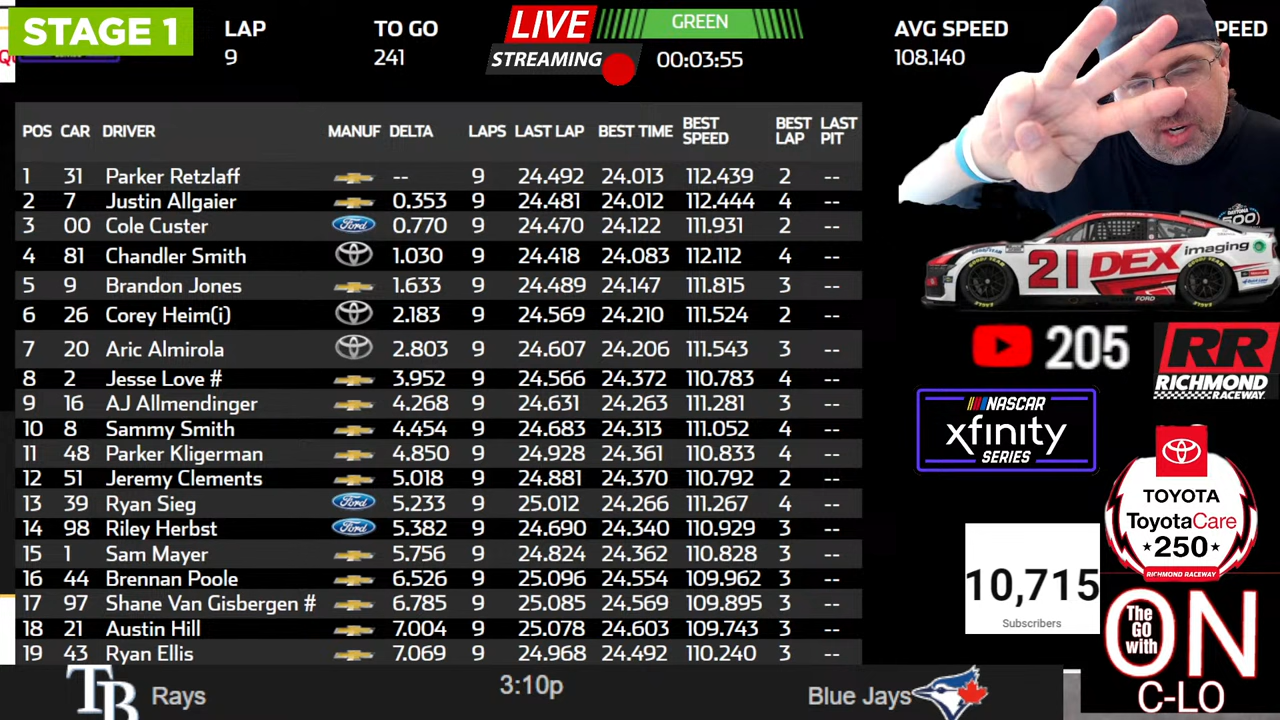 STAGE 1
LAP
9
TO GO
241
LIVE
STREAMING
GREEN
00:03:55
AVG SPEED
108.140
SPEED
POS CAR DRIVER MANUF DELTA LAPS LAST LAP BEST TIME BEST SPEED BEST LAP LAST PIT
1 31 Parker Retzlaff -- 9 24.492 24.013 112.439 2 --
2 7 Justin Allgaier 0.353 9 24.481 24.012 112.444 4 --
3 00 Cole Custer Ford 0.770 9 24.470 24.122 111.931 2 --
4 81 Chandler Smith 1.030 9 24.418 24.083 112.112 4 --
5 9 Brandon Jones 1.633 9 24.489 24.147 111.815 3 --
6 26 Corey Heim(i) 2.183 9 24.569 24.210 111.524 2 --
7 20 Aric Almirola 2.803 9 24.607 24.206 111.543 3 --
8 2 Jesse Love # 3.952 9 24.566 24.372 110.783 4 --
9 16 AJ Allmendinger 4.268 9 24.631 24.263 111.281 3 --
10 8 Sammy Smith 4.454 9 24.683 24.313 111.052 4 --
11 48 Parker Kligerman 4.850 9 24.928 24.361 110.833 4 --
12 51 Jeremy Clements 5.018 9 24.881 24.370 110.792 2 --
13 39 Ryan Sieg Ford 5.233 9 25.012 24.266 111.267 4 --
14 98 Riley Herbst Ford 5.382 9 24.690 24.340 110.929 3 --
15 1 Sam Mayer 5.756 9 24.824 24.362 110.828 3 --
16 44 Brennan Poole 6.526 9 25.096 24.554 109.962 3 --
17 97 Shane Van Gisbergen # 6.785 9 25.085 24.569 109.895 3 --
18 21 Austin Hill 7.004 9 25.078 24.603 109.743 3 --
19 43 Ryan Ellis 7.069 9 24.968 24.492 110.240 3 --
DAYTONA
500
21 DEX imaging
FORD
205
RR
RICHMOND
RACEWAY
NASCAR
xfinity
SERIES
TOYOTA
ToyotaCare
250
RICHMOND RACEWAY
10,715
Subscribers
The GO with
ON
C-LO
TB
Rays
3:10p
Blue Jays